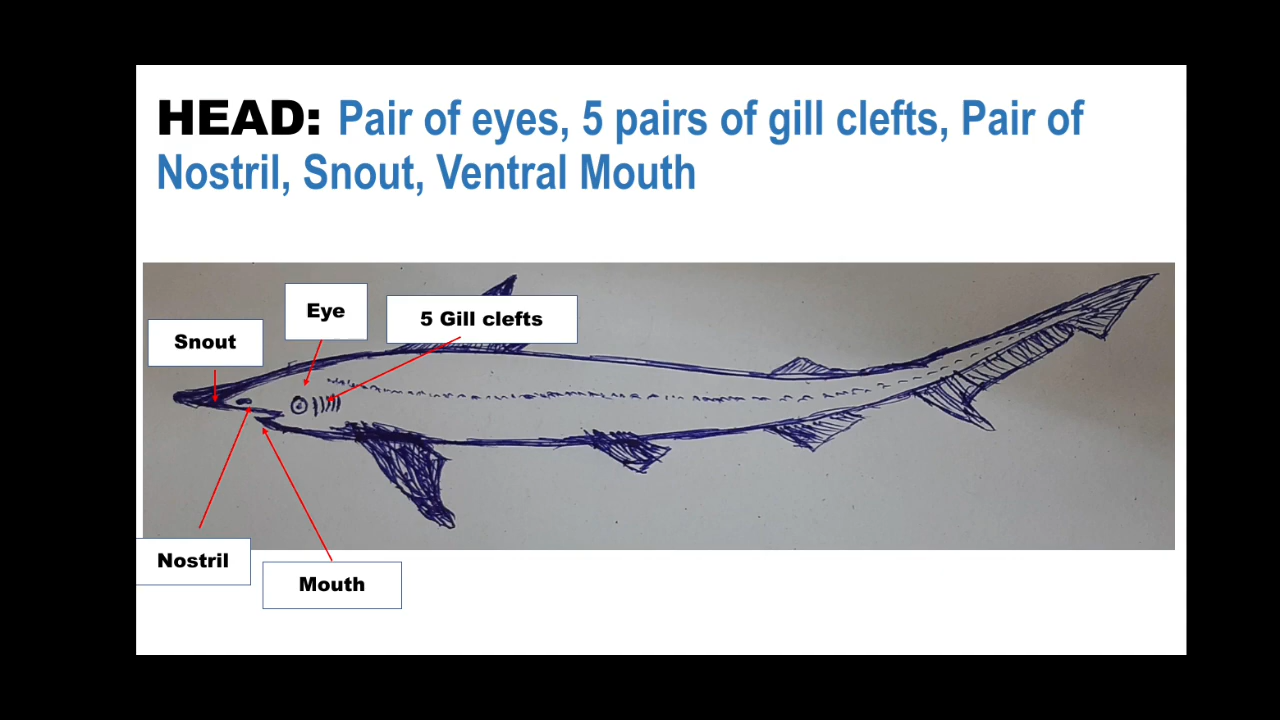 HEAD: Pair of eyes, 5 pairs of gill clefts, Pair of
Nostril, Snout, Ventral Mouth
Eye
5 Gill clefts
Snout
Nostril
Mouth